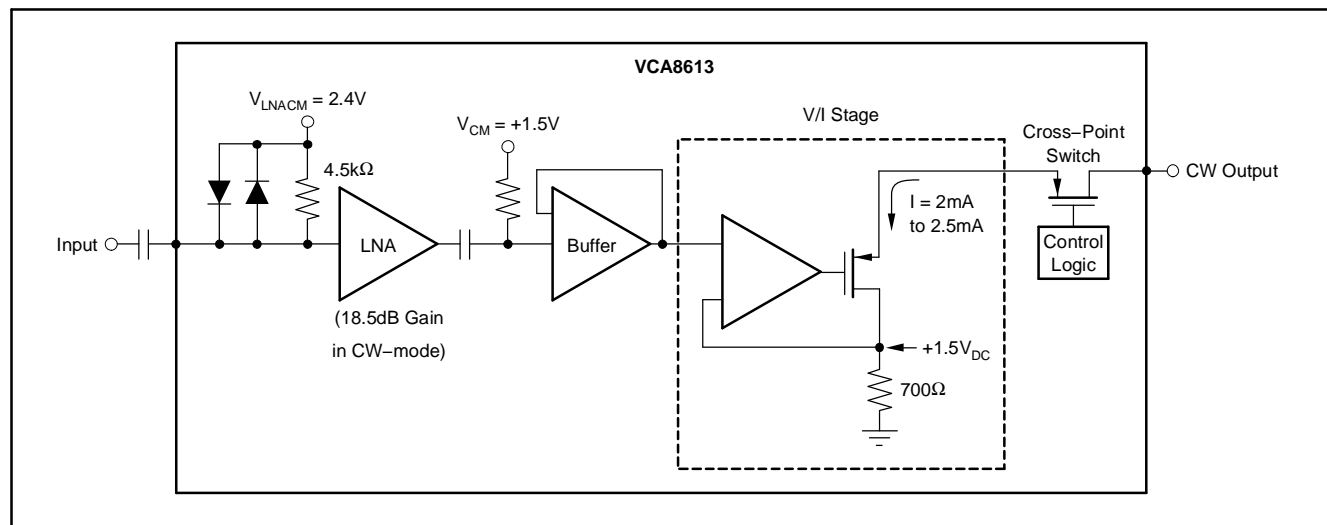 VCA8613
V_LNACM = 2.4V
4.5kΩ
Input
LNA
(18.5dB Gain
in CW−mode)
V_CM = +1.5V
Buffer
V/I Stage
I = 2mA
to 2.5mA
+1.5V_DC
700Ω
Cross−Point
Switch
Control
Logic
CW Output